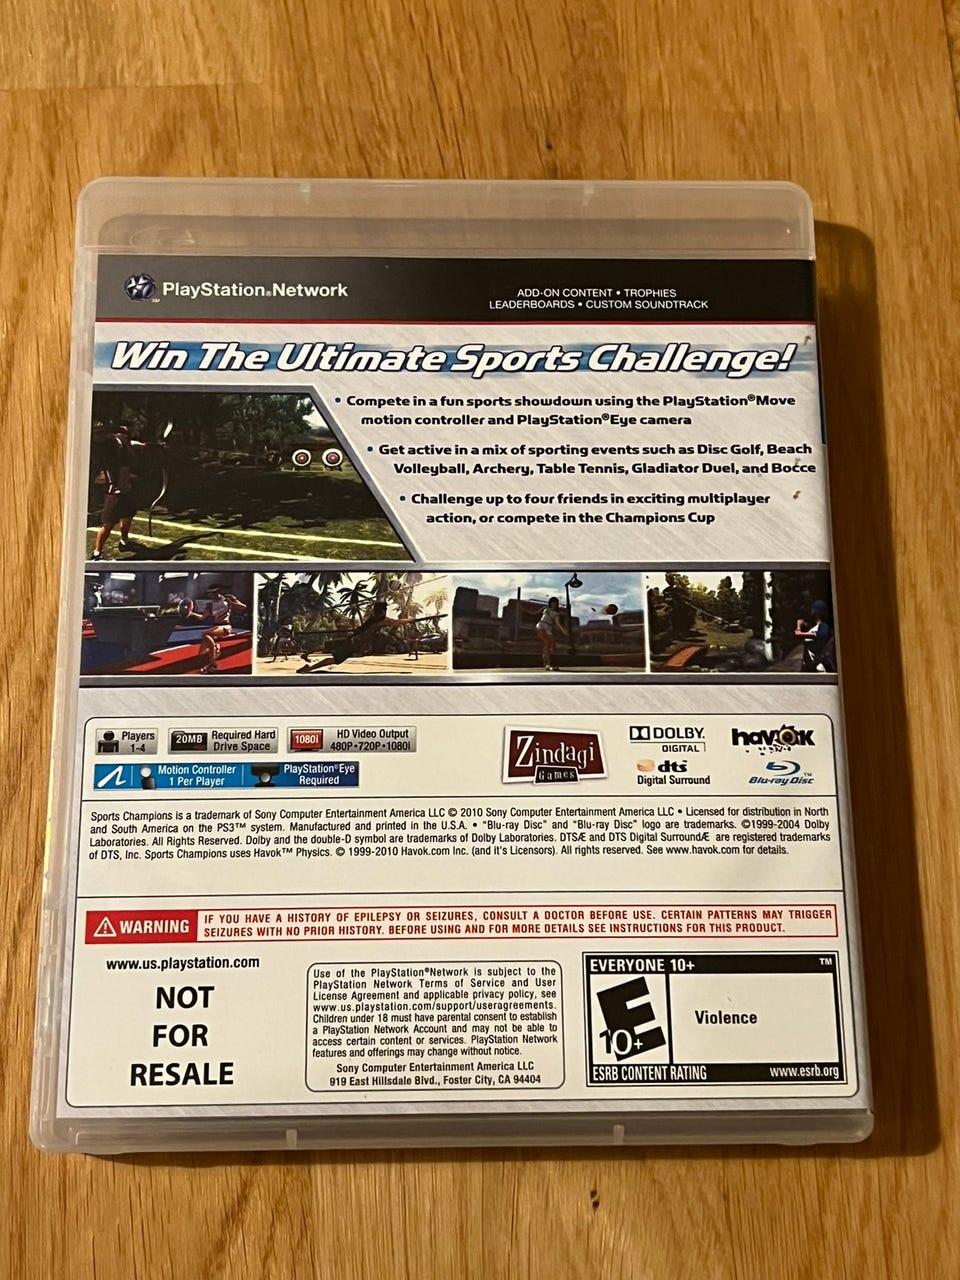 PlayStation®Network
ADD-ON CONTENT • TROPHIES
LEADERBOARDS • CUSTOM SOUNDTRACK
Win The Ultimate Sports Challenge!
• Compete in a fun sports showdown using the PlayStation®Move
motion controller and PlayStation®Eye camera
• Get active in a mix of sporting events such as Disc Golf, Beach
Volleyball, Archery, Table Tennis, Gladiator Duel, and Bocce
• Challenge up to four friends in exciting multiplayer
action, or compete in the Champions Cup
Players
1-4
20MB
Required Hard
Drive Space
1080i
HD Video Output
480P•720P•1080i
Motion Controller
1 Per Player
PlayStation®Eye
Required
Zindagi
Games
DOLBY
DIGITAL
dts
Digital Surround
havok
Blu-ray Disc
Sports Champions is a trademark of Sony Computer Entertainment America LLC © 2010 Sony Computer Entertainment America LLC • Licensed for distribution in North
and South America on the PS3™ system. Manufactured and printed in the U.S.A. • "Blu-ray Disc" and "Blu-ray Disc" logo are trademarks. ©1999-2004 Dolby
Laboratories. All Rights Reserved. Dolby and the double-D symbol are trademarks of Dolby Laboratories. DTSÆ and DTS Digital SurroundÆ are registered trademarks
of DTS, Inc. Sports Champions uses Havok™ Physics. © 1999-2010 Havok.com Inc. (and it's Licensors). All rights reserved. See www.havok.com for details.
WARNING
IF YOU HAVE A HISTORY OF EPILEPSY OR SEIZURES, CONSULT A DOCTOR BEFORE USE. CERTAIN PATTERNS MAY TRIGGER
SEIZURES WITH NO PRIOR HISTORY. BEFORE USING AND FOR MORE DETAILS SEE INSTRUCTIONS FOR THIS PRODUCT.
www.us.playstation.com
NOT
FOR
RESALE
Use of the PlayStation®Network is subject to the
PlayStation Network Terms of Service and User
License Agreement and applicable privacy policy, see
www.us.playstation.com/support/useragreements.
Children under 18 must have parental consent to establish
a PlayStation Network Account and may not be able to
access certain content or services. PlayStation Network
features and offerings may change without notice.
Sony Computer Entertainment America LLC
919 East Hillsdale Blvd., Foster City, CA 94404
EVERYONE 10+ ™
E
10+
Violence
ESRB CONTENT RATING www.esrb.org